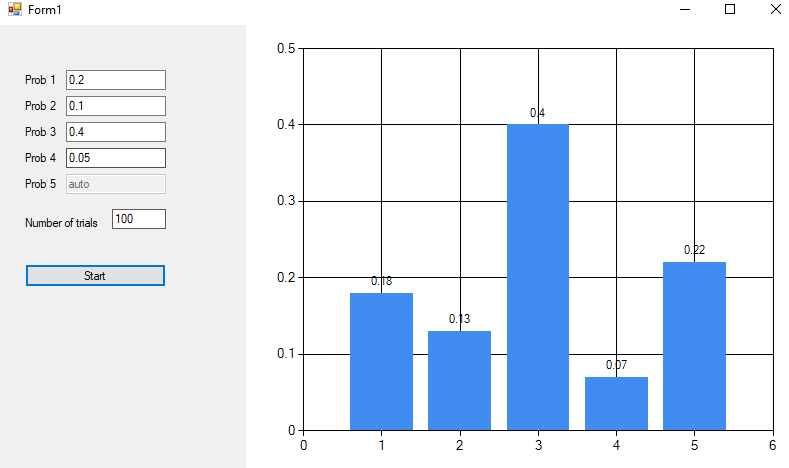 Form1
Prob 1 0.2
Prob 2 0.1
Prob 3 0.4
Prob 4 0.05
Prob 5 auto
Number of trials 100
Start
0.5
0.4
0.3
0.2
0.1
0
0.18
0.13
0.4
0.07
0.22
0 1 2 3 4 5 6